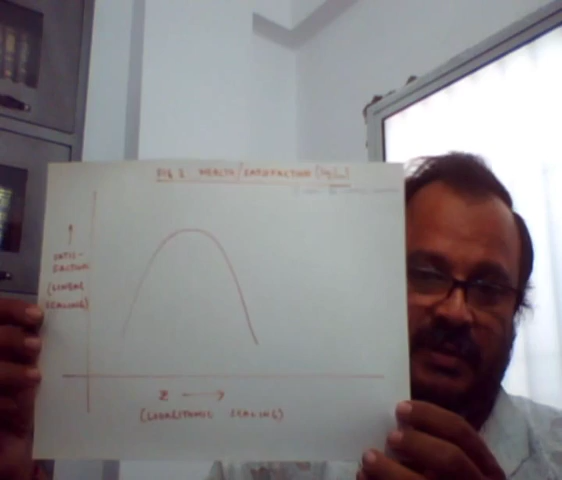 FIG 1. HEALTH / SATISFACTION
SATIS-
FACTION
(LINEAR
SCALING)
Z
(LOGARITHMIC SCALING)